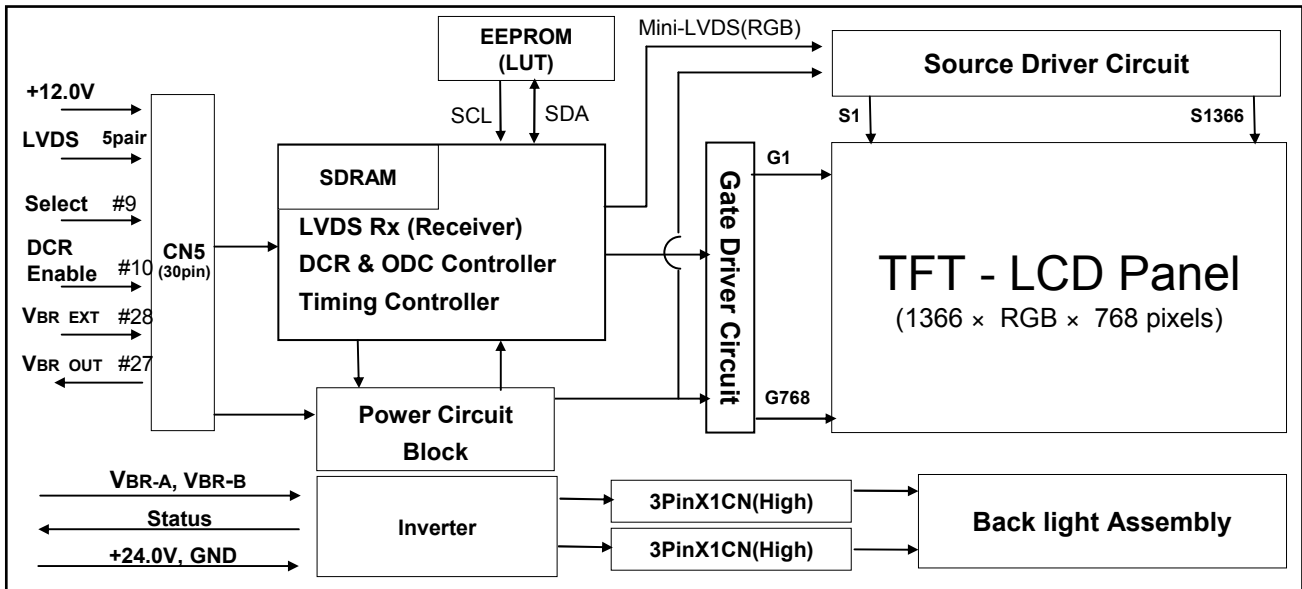 EEPROM
(LUT)
Mini-LVDS(RGB)
Source Driver Circuit
+12.0V
LVDS 5pair
Select #9
DCR
Enable #10
VBR EXT #28
VBR OUT #27
CN5
(30pin)
SCL
SDA
SDRAM
LVDS Rx (Receiver)
DCR & ODC Controller
Timing Controller
Power Circuit
Block
Gate Driver Circuit
S1
S1366
G1
G768
TFT - LCD Panel
(1366 × RGB × 768 pixels)
VBR-A, VBR-B
Status
+24.0V, GND
Inverter
3PinX1CN(High)
3PinX1CN(High)
Back light Assembly